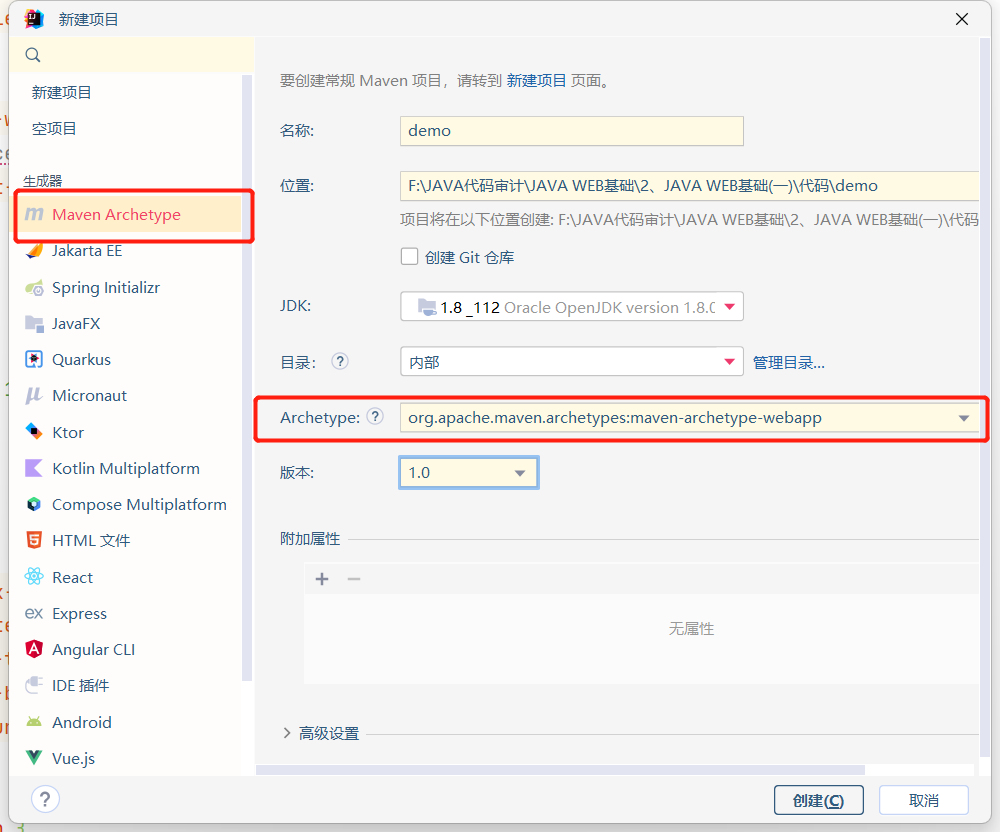 新建项目
新建项目
空项目
生成器
Maven Archetype
Jakarta EE
Spring Initializr
JavaFX
Quarkus
Micronaut
Ktor
Kotlin Multiplatform
Compose Multiplatform
HTML 文件
React
Express
Angular CLI
IDE 插件
Android
Vue.js
要创建常规 Maven 项目，请转到 新建项目 页面。
名称: demo
位置: F:\JAVA代码审计\JAVA WEB基础\2、JAVA WEB基础(一)\代码\demo
项目将在以下位置创建: F:\JAVA代码审计\JAVA WEB基础\2、JAVA WEB基础(一)\代码
创建 Git 仓库
JDK: 1.8 _112 Oracle OpenJDK version 1.8.0
目录: ? 内部 管理目录...
Archetype: ? org.apache.maven.archetypes:maven-archetype-webapp
版本: 1.0
附加属性
无属性
高级设置
? 创建(C) 取消